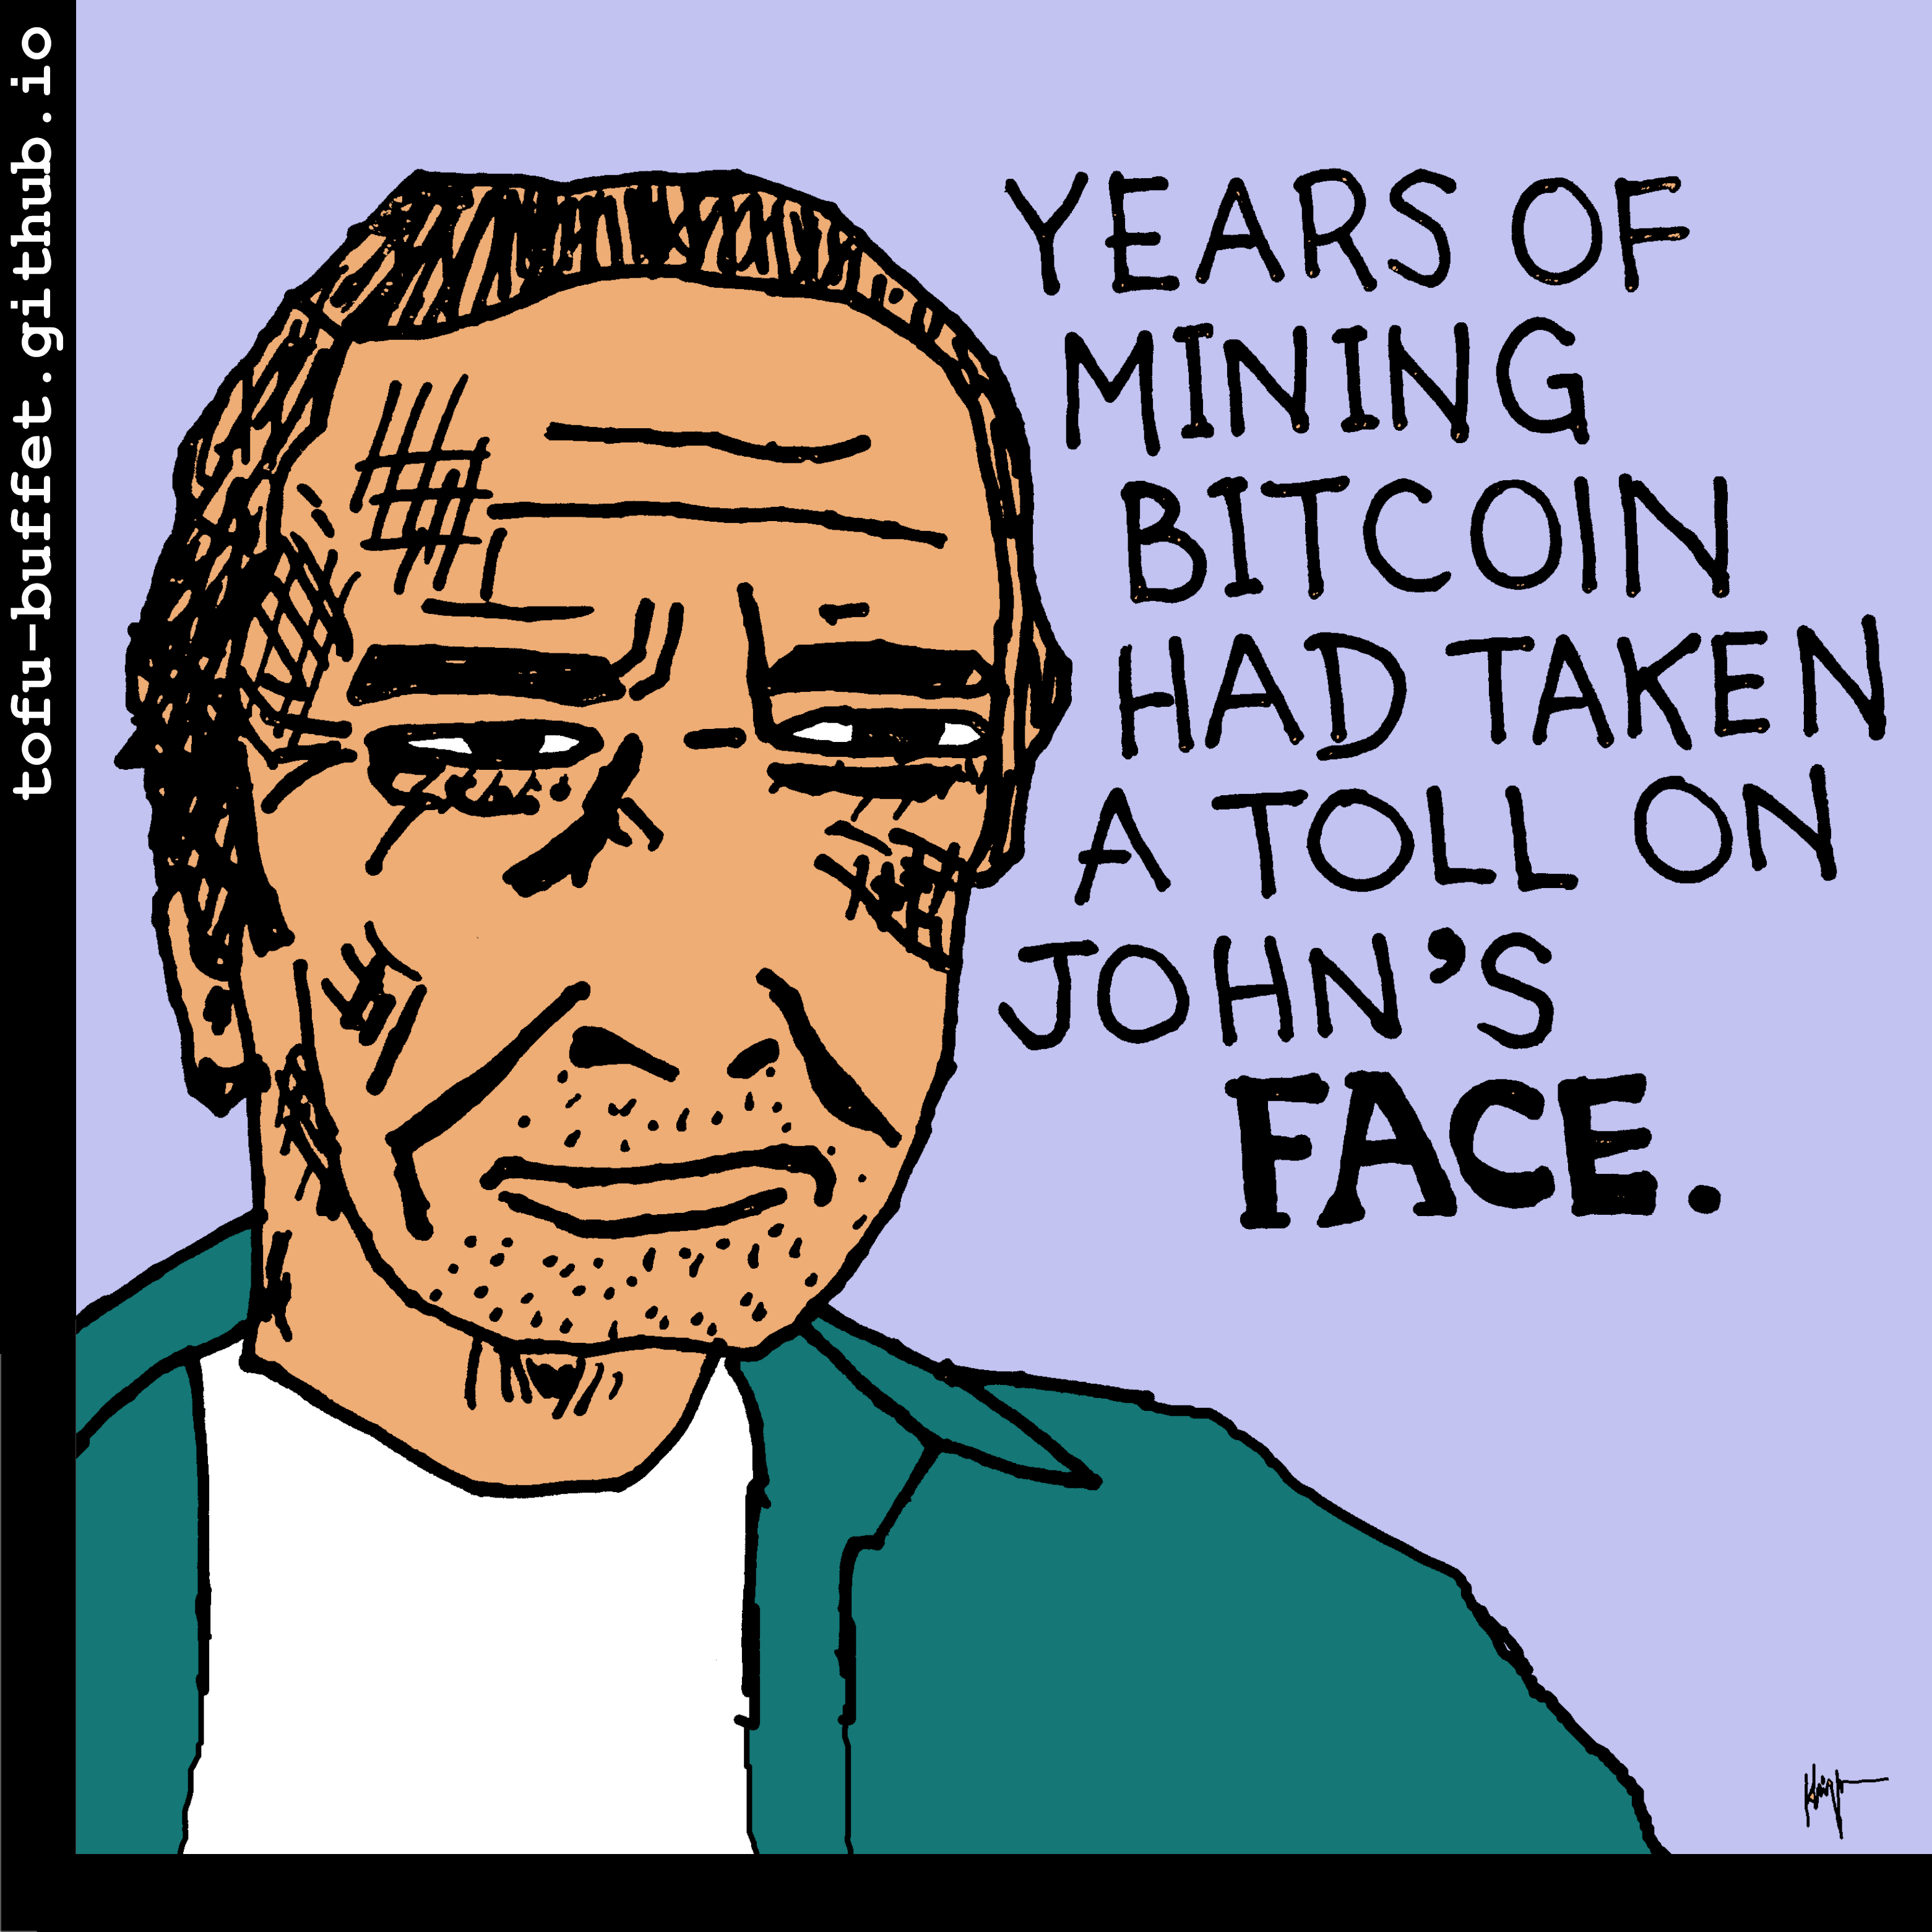 tofu-buffet.github.io
YEARS OF
MINING
BITCOIN
HAD TAKEN
A TOLL ON
JOHN'S
FACE.